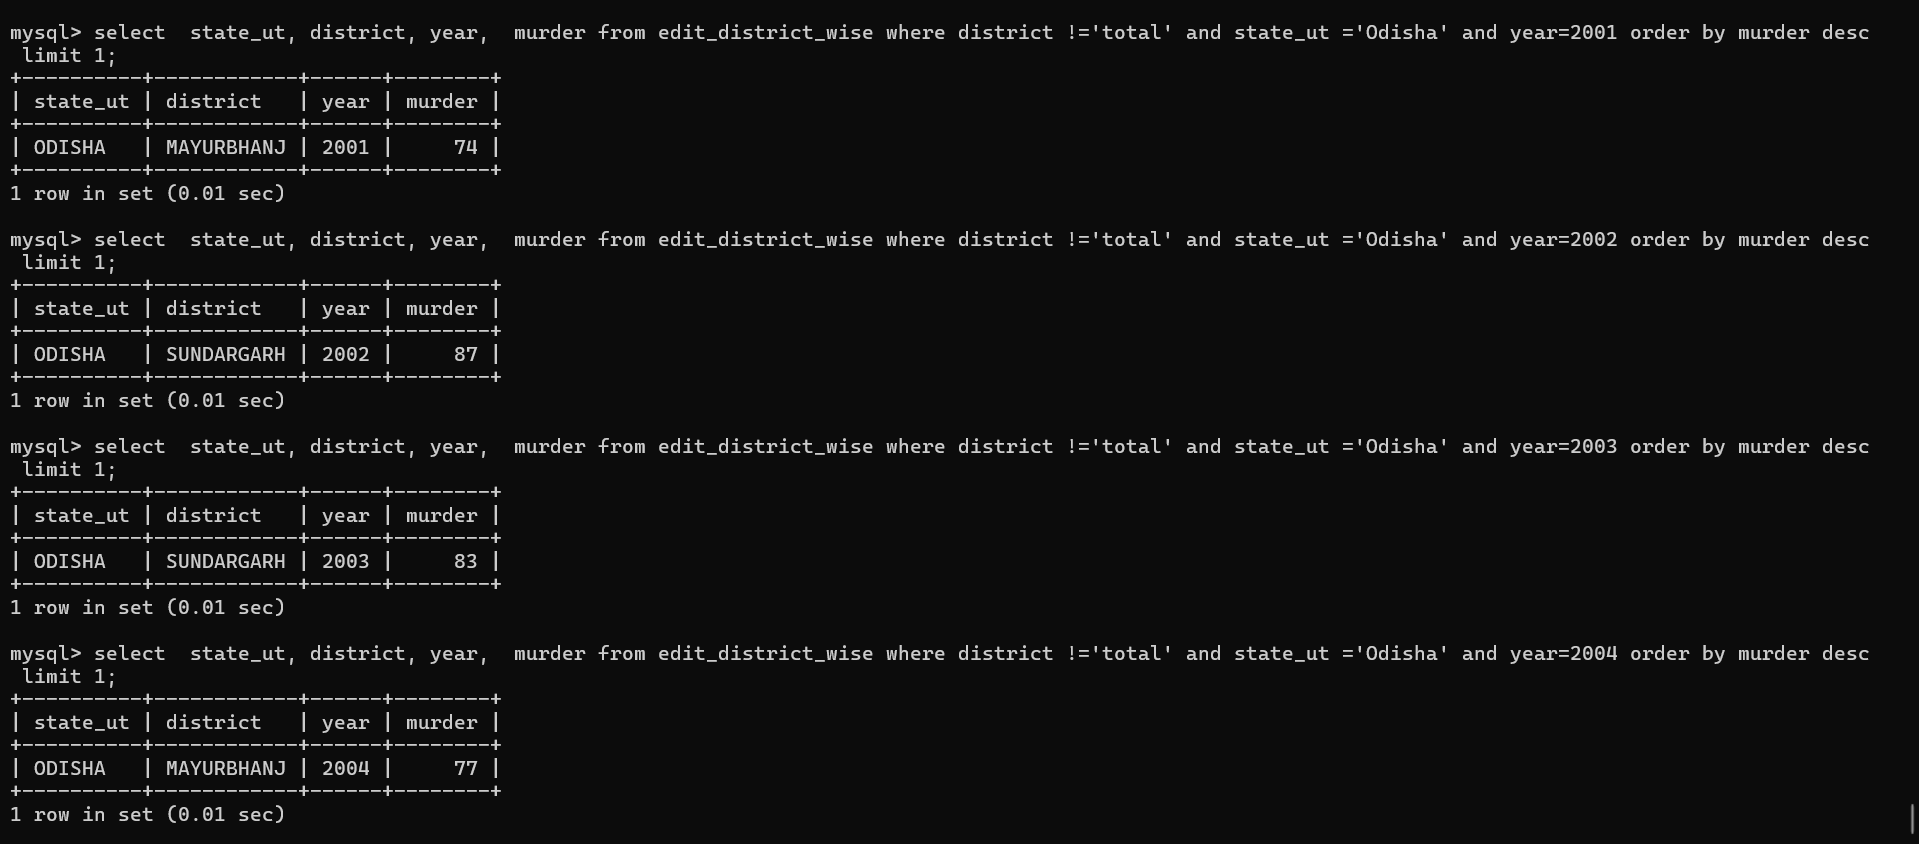 mysql> select  state_ut, district, year,  murder from edit_district_wise where district !='total' and state_ut ='Odisha' and year=2001 order by murder desc
 limit 1;
+----------+------------+------+--------+
| state_ut | district   | year | murder |
+----------+------------+------+--------+
| ODISHA   | MAYURBHANJ | 2001 |     74 |
+----------+------------+------+--------+
1 row in set (0.01 sec)

mysql> select  state_ut, district, year,  murder from edit_district_wise where district !='total' and state_ut ='Odisha' and year=2002 order by murder desc
 limit 1;
+----------+------------+------+--------+
| state_ut | district   | year | murder |
+----------+------------+------+--------+
| ODISHA   | SUNDARGARH | 2002 |     87 |
+----------+------------+------+--------+
1 row in set (0.01 sec)

mysql> select  state_ut, district, year,  murder from edit_district_wise where district !='total' and state_ut ='Odisha' and year=2003 order by murder desc
 limit 1;
+----------+------------+------+--------+
| state_ut | district   | year | murder |
+----------+------------+------+--------+
| ODISHA   | SUNDARGARH | 2003 |     83 |
+----------+------------+------+--------+
1 row in set (0.01 sec)

mysql> select  state_ut, district, year,  murder from edit_district_wise where district !='total' and state_ut ='Odisha' and year=2004 order by murder desc
 limit 1;
+----------+------------+------+--------+
| state_ut | district   | year | murder |
+----------+------------+------+--------+
| ODISHA   | MAYURBHANJ | 2004 |     77 |
+----------+------------+------+--------+
1 row in set (0.01 sec)